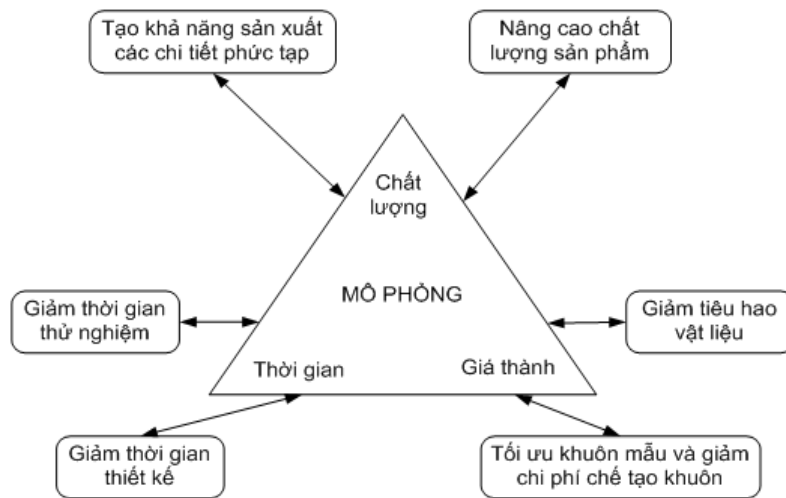 Tạo khả năng sản xuất
các chi tiết phức tạp
Nâng cao chất
lượng sản phẩm
Chất
lượng
MÔ PHỎNG
Giảm thời gian
thử nghiệm
Giảm tiêu hao
vật liệu
Thời gian
Giá thành
Giảm thời gian
thiết kế
Tối ưu khuôn mẫu và giảm
chi phí chế tạo khuôn